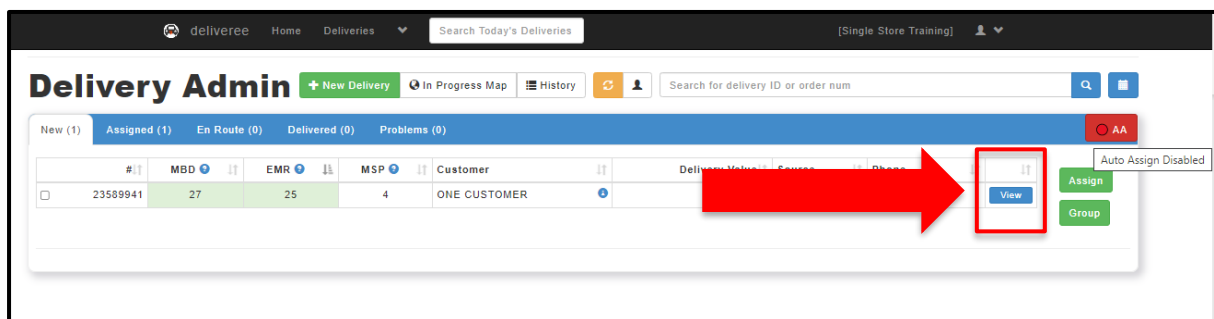 deliveree Home Deliveries Search Today's Deliveries [Single Store Training]
Delivery Admin + New Delivery In Progress Map History Search for delivery ID or order num
New (1) Assigned (1) En Route (0) Delivered (0) Problems (0) AA
Auto Assign Disabled
# MBD EMR MSP Customer Delivery Value Source Phone
Assign
23589941 27 25 4 ONE CUSTOMER View
Group